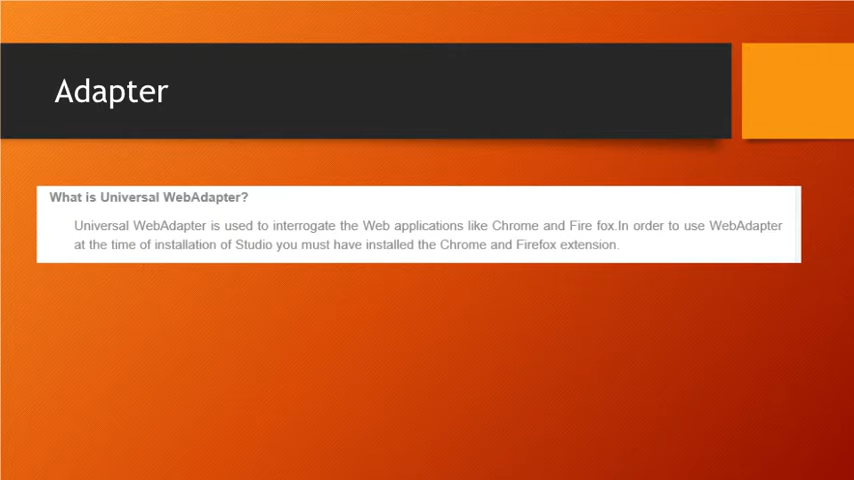 Adapter
What is Universal WebAdapter?
Universal WebAdapter is used to interrogate the Web applications like Chrome and Fire fox.In order to use WebAdapter
at the time of installation of Studio you must have installed the Chrome and Firefox extension.